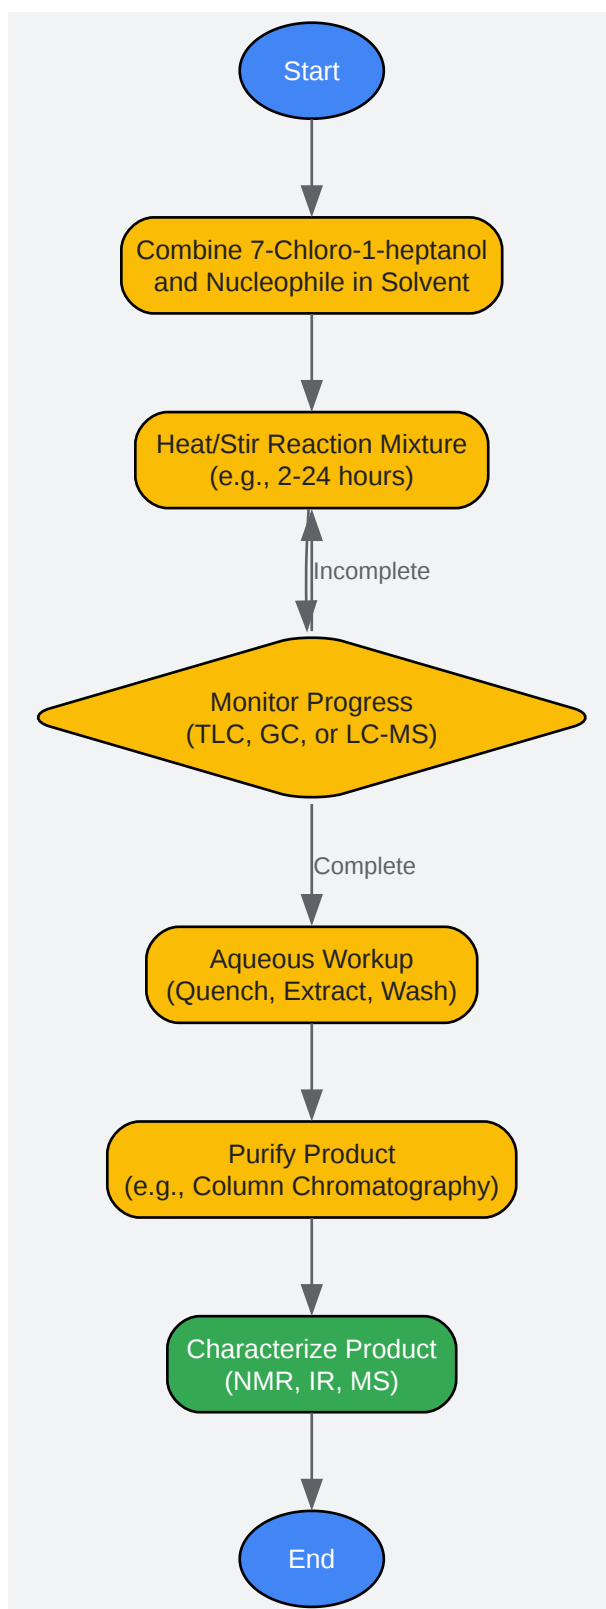 Start
Combine 7-Chloro-1-heptanol
and Nucleophile in Solvent
Heat/Stir Reaction Mixture
(e.g., 2-24 hours)
Incomplete
Monitor Progress
(TLC, GC, or LC-MS)
Complete
Aqueous Workup
(Quench, Extract, Wash)
Purify Product
(e.g., Column Chromatography)
Characterize Product
(NMR, IR, MS)
End